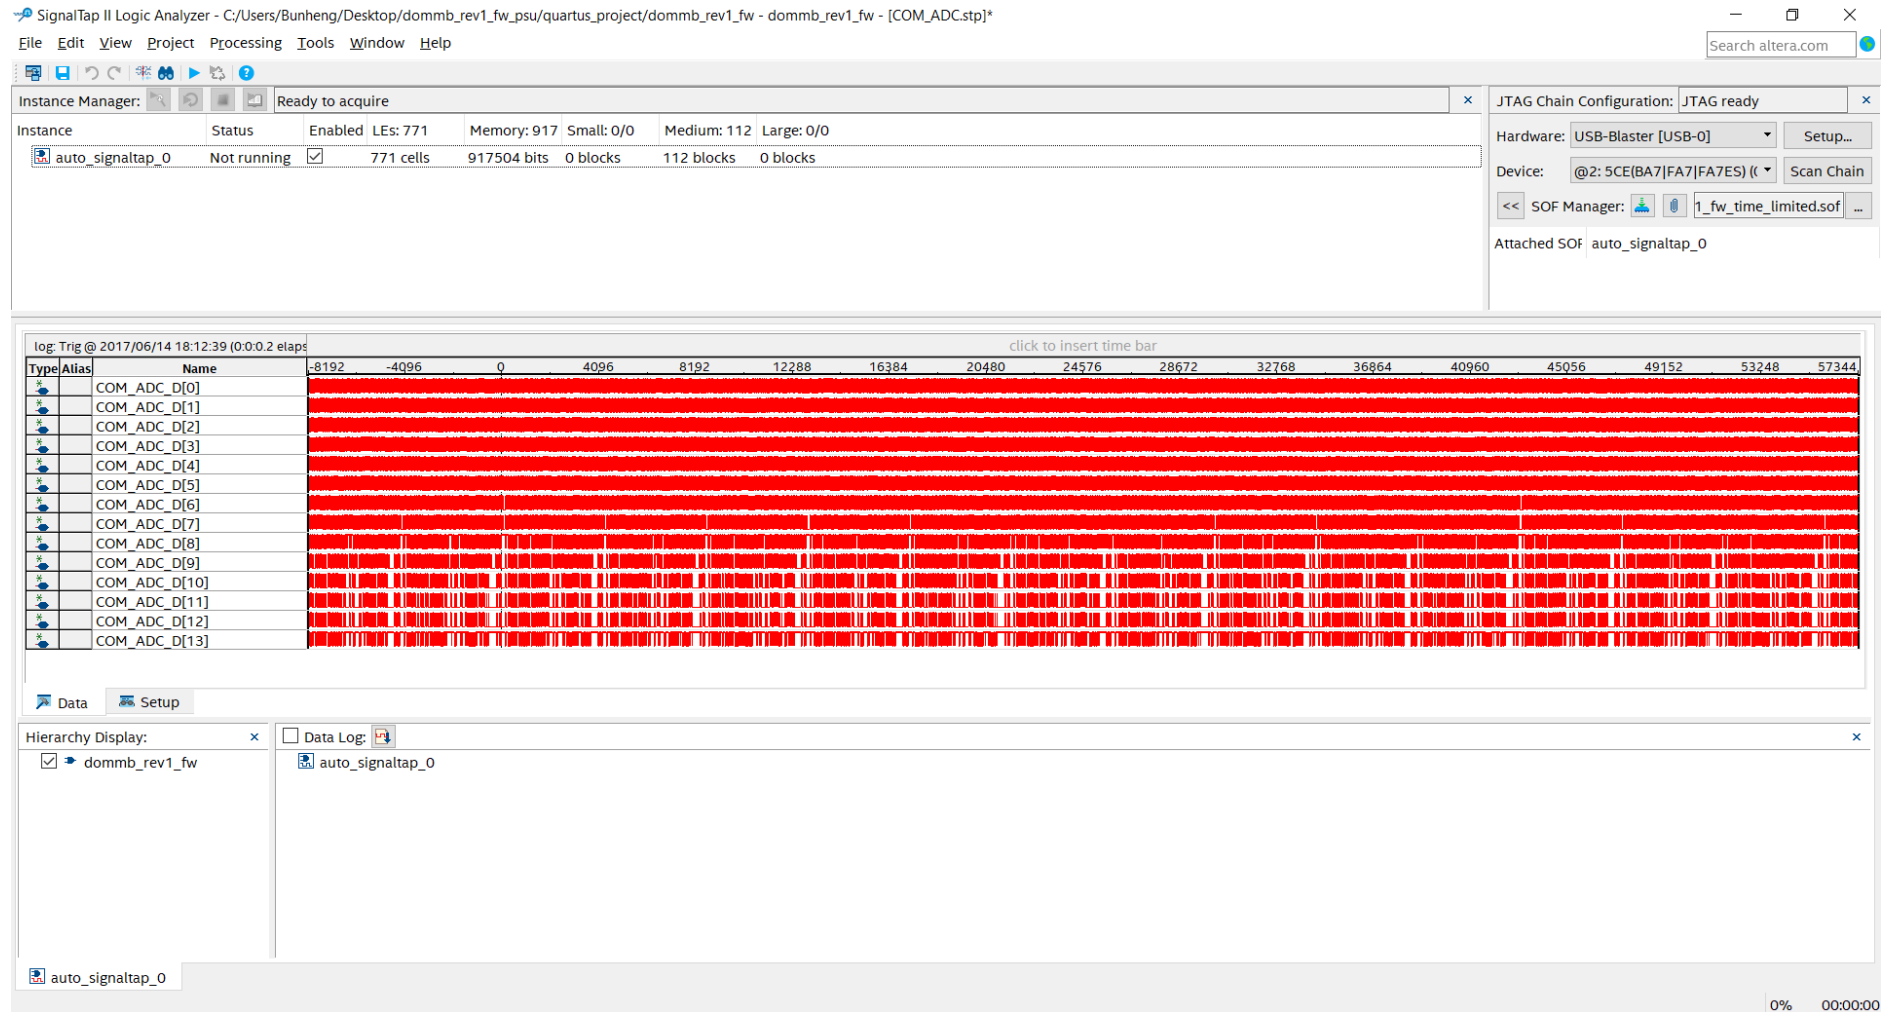 SignalTap II Logic Analyzer - C:/Users/Bunheng/Desktop/dommb_rev1_fw_psu/quartus_project/dommb_rev1_fw - dommb_rev1_fw - [COM_ADC.stp]*
File Edit View Project Processing Tools Window Help
Search altera.com
Instance Manager: Ready to acquire
Instance Status Enabled LEs: 771 Memory: 917 Small: 0/0 Medium: 112 Large: 0/0
auto_signaltap_0 Not running 771 cells 917504 bits 0 blocks 112 blocks 0 blocks
JTAG Chain Configuration: JTAG ready
Hardware: USB-Blaster [USB-0] Setup...
Device: @2: 5CE(BA7|FA7|FA7ES) (( Scan Chain
<< SOF Manager: 1_fw_time_limited.sof ...
Attached SOF auto_signaltap_0
log: Trig @ 2017/06/14 18:12:39 (0:0:0.2 elaps
click to insert time bar
Type Alias Name -8192 -4096 0 4096 8192 12288 16384 20480 24576 28672 32768 36864 40960 45056 49152 53248 57344
COM_ADC_D[0]
COM_ADC_D[1]
COM_ADC_D[2]
COM_ADC_D[3]
COM_ADC_D[4]
COM_ADC_D[5]
COM_ADC_D[6]
COM_ADC_D[7]
COM_ADC_D[8]
COM_ADC_D[9]
COM_ADC_D[10]
COM_ADC_D[11]
COM_ADC_D[12]
COM_ADC_D[13]
Data Setup
Hierarchy Display:
dommb_rev1_fw
Data Log:
auto_signaltap_0
auto_signaltap_0
0% 00:00:00